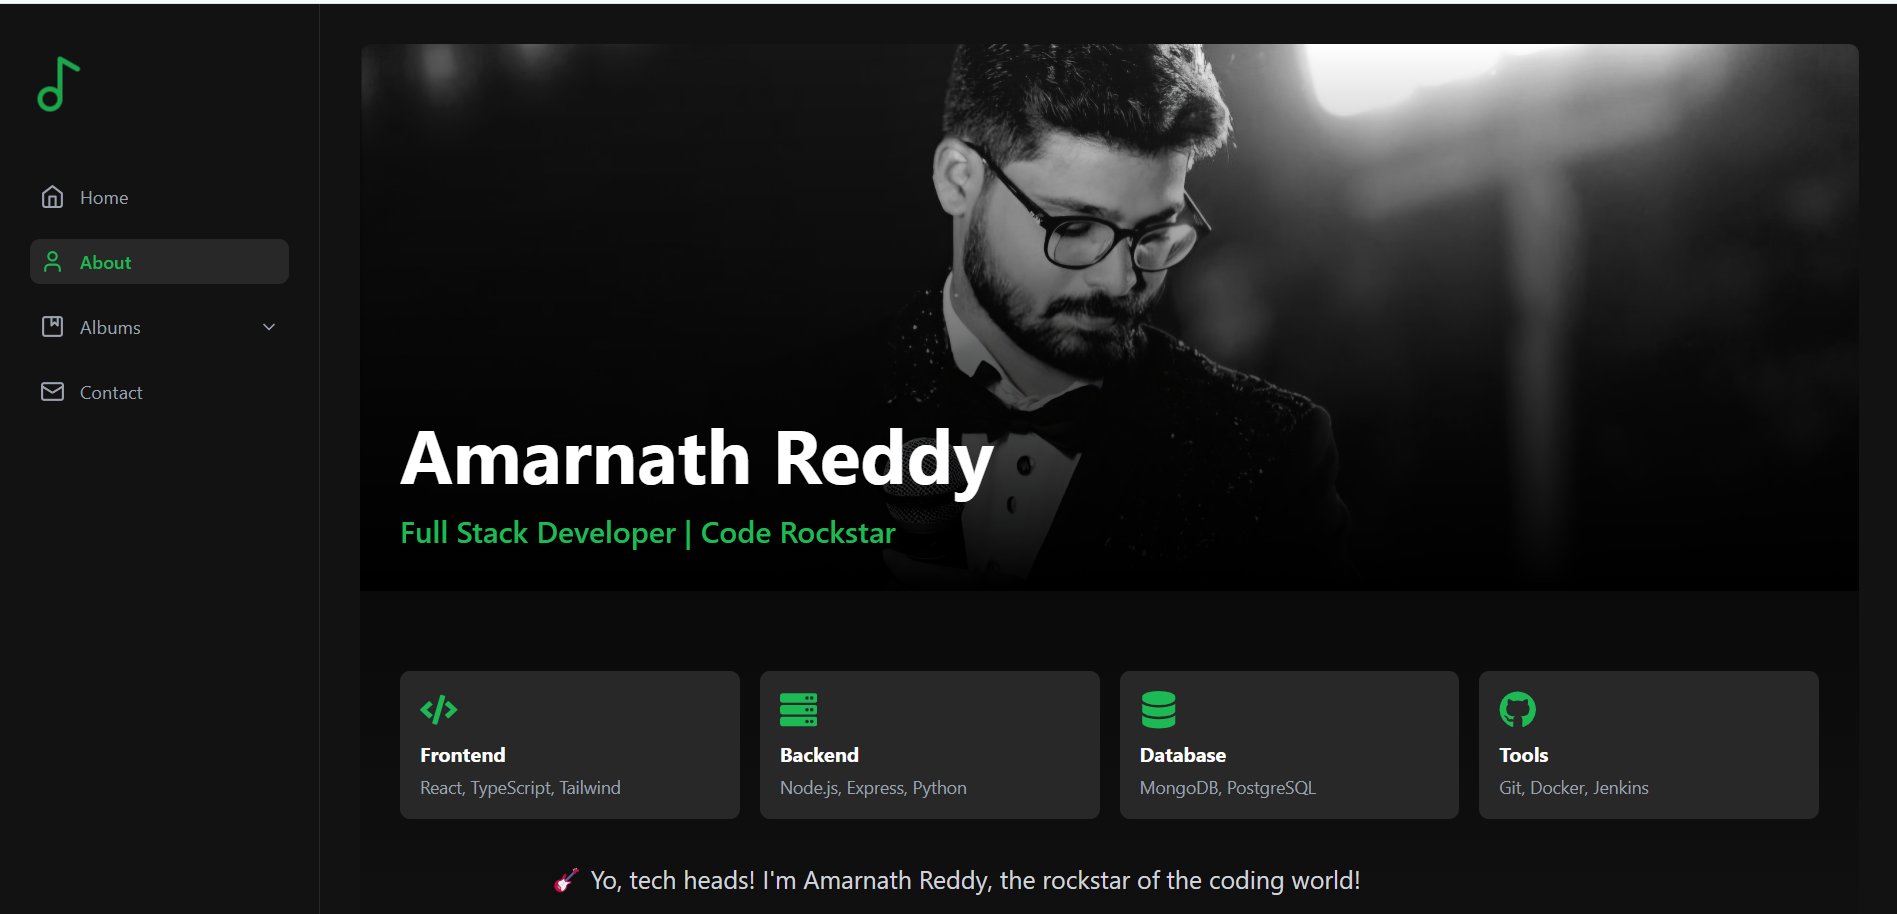 Home
About
Albums
Contact
Amarnath Reddy
Full Stack Developer | Code Rockstar
Frontend
React, TypeScript, Tailwind
Backend
Node.js, Express, Python
Database
MongoDB, PostgreSQL
Tools
Git, Docker, Jenkins
🎸 Yo, tech heads! I'm Amarnath Reddy, the rockstar of the coding world!